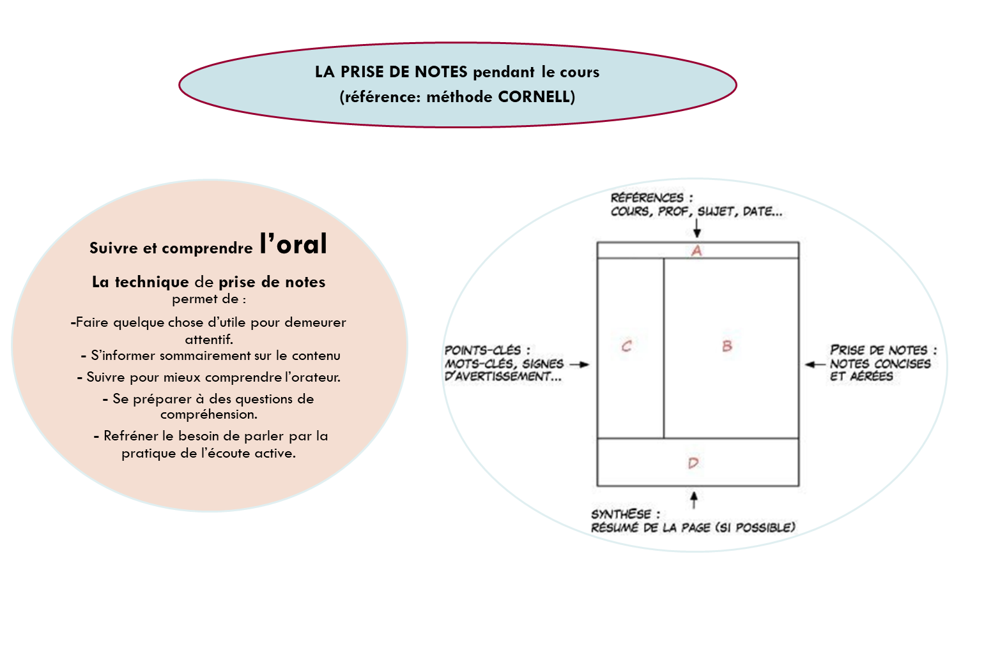 LA PRISE DE NOTES pendant le cours
(référence: méthode CORNELL)
Suivre et comprendre l’oral
La technique de prise de notes
permet de :
-Faire quelque chose d’utile pour demeurer
attentif.
- S’informer sommairement sur le contenu
- Suivre pour mieux comprendre l’orateur.
- Se préparer à des questions de
compréhension.
- Refréner le besoin de parler par la
pratique de l’écoute active.
RÉFÉRENCES :
COURS, PROF, SUJET, DATE...
A
POINTS-CLÉS :
MOTS-CLÉS, SIGNES
D’AVERTISSEMENT...
C
B
PRISE DE NOTES :
NOTES CONCISES
ET AÉRÉES
D
SYNTHESE :
RÉSUMÉ DE LA PAGE (SI POSSIBLE)